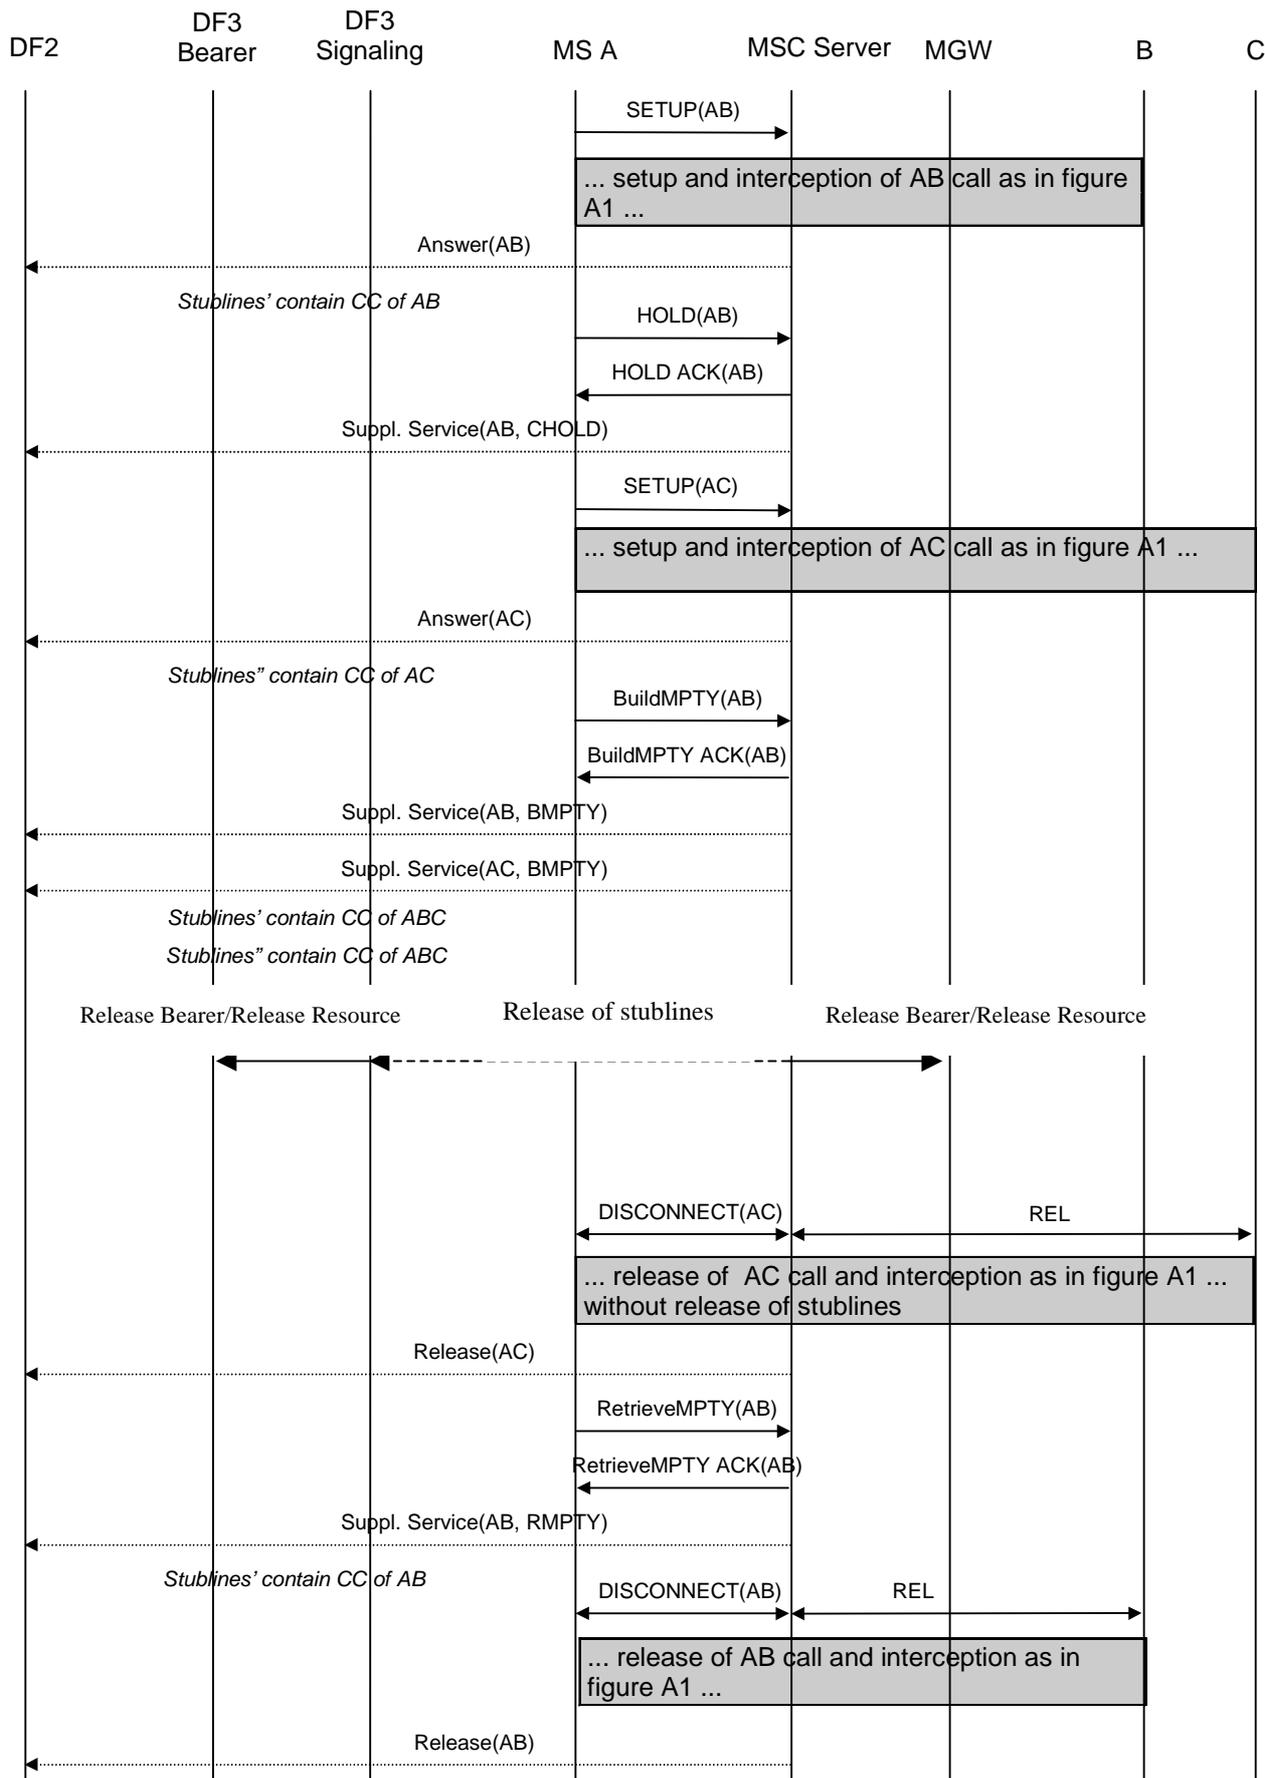 DF2
DF3
Bearer
DF3
Signaling
MS A
MSC Server
MGW
B
C
SETUP(AB)
... setup and interception of AB call as in figure
A1 ...
Answer(AB)
Stublines’ contain CC of AB
HOLD(AB)
HOLD ACK(AB)
Suppl. Service(AB, CHOLD)
SETUP(AC)
... setup and interception of AC call as in figure A1 ...
Answer(AC)
Stublines” contain CC of AC
BuildMPTY(AB)
BuildMPTY ACK(AB)
Suppl. Service(AB, BMPTY)
Suppl. Service(AC, BMPTY)
Stublines’ contain CC of ABC
Stublines” contain CC of ABC
Release Bearer/Release Resource
Release of stublines
Release Bearer/Release Resource
DISCONNECT(AC)
REL
... release of  AC call and interception as in figure A1 ...
without release of stublines
Release(AC)
RetrieveMPTY(AB)
RetrieveMPTY ACK(AB)
Suppl. Service(AB, RMPTY)
Stublines’ contain CC of AB
DISCONNECT(AB)
REL
... release of AB call and interception as in
figure A1 ...
Release(AB)